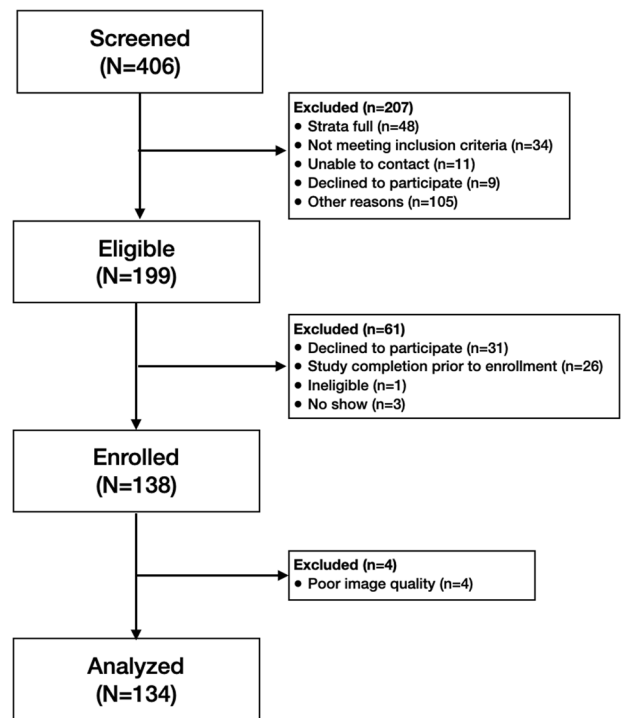 Screened
(N=406)
Excluded (n=207)
● Strata full (n=48)
● Not meeting inclusion criteria (n=34)
● Unable to contact (n=11)
● Declined to participate (n=9)
● Other reasons (n=105)
Eligible
(N=199)
Excluded (n=61)
● Declined to participate (n=31)
● Study completion prior to enrollment (n=26)
● Ineligible (n=1)
● No show (n=3)
Enrolled
(N=138)
Excluded (n=4)
● Poor image quality (n=4)
Analyzed
(N=134)